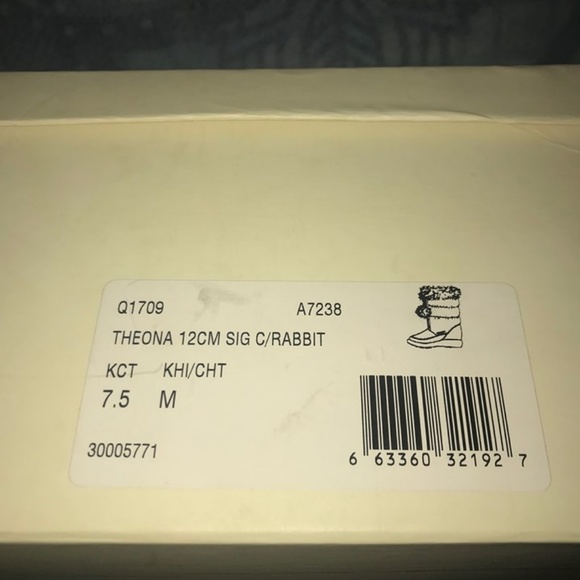 Q1709 A7238
THEONA 12CM SIG C/RABBIT
KCT KHI/CHT
7.5 M
30005771
6 63360 32192 7